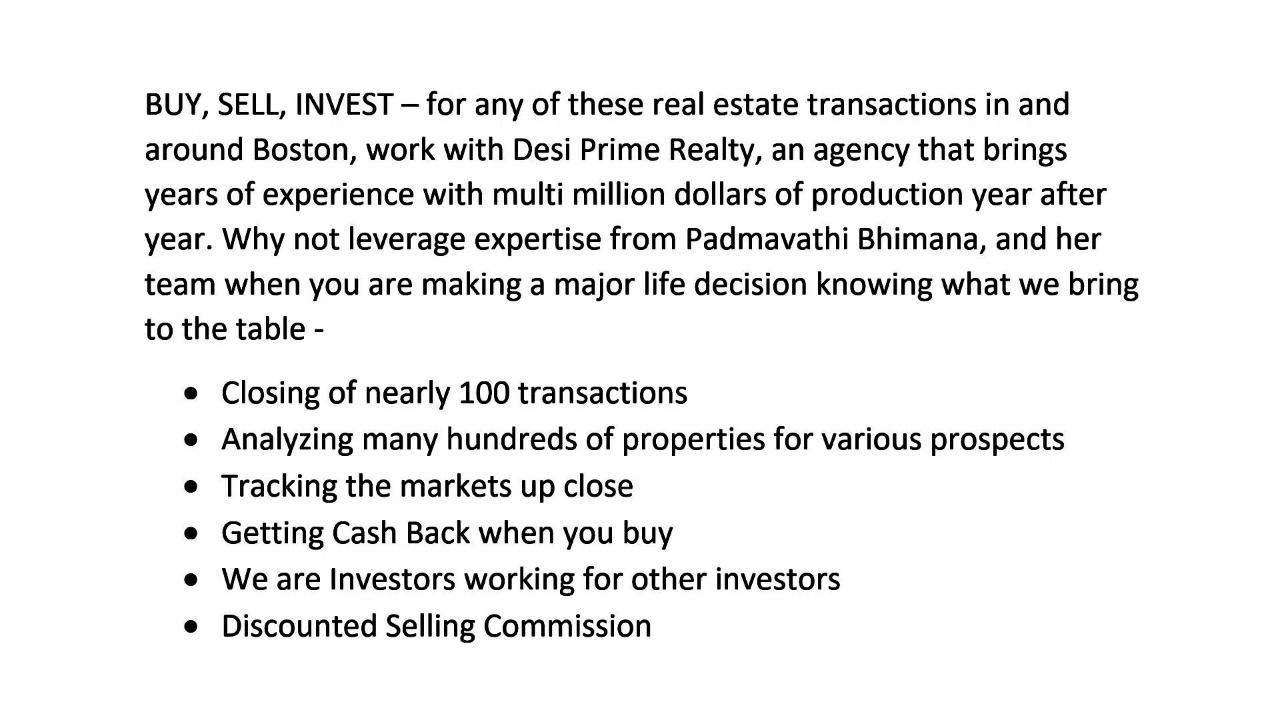 BUY, SELL, INVEST – for any of these real estate transactions in and
around Boston, work with Desi Prime Realty, an agency that brings
years of experience with multi million dollars of production year after
year. Why not leverage expertise from Padmavathi Bhimana, and her
team when you are making a major life decision knowing what we bring
to the table -
• Closing of nearly 100 transactions
• Analyzing many hundreds of properties for various prospects
• Tracking the markets up close
• Getting Cash Back when you buy
• We are Investors working for other investors
• Discounted Selling Commission